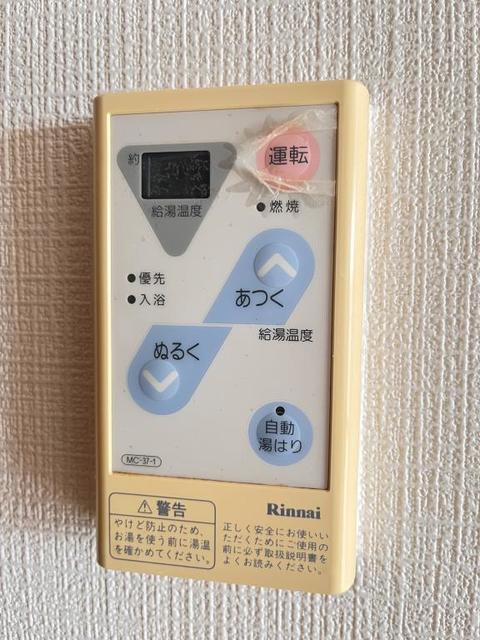 約
運転
給湯温度
燃焼
優先
入浴
あつく
給湯温度
ぬるく
自動
湯はり
MC-37-1
警告
やけど防止のため、
お湯を使う前に湯温
を確かめてください。
Rinnai
正しく安全にお使いい
ただくためにご使用の
前に必ず取扱説明書を
よくお読みください。